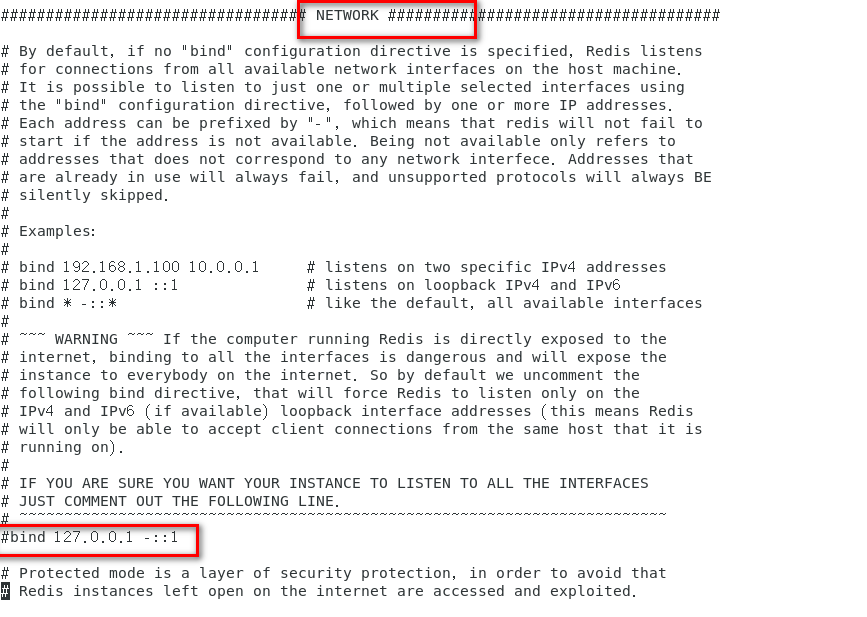 ################################## NETWORK #####################################
# By default, if no "bind" configuration directive is specified, Redis listens
# for connections from all available network interfaces on the host machine.
# It is possible to listen to just one or multiple selected interfaces using
# the "bind" configuration directive, followed by one or more IP addresses.
# Each address can be prefixed by "-", which means that redis will not fail to
# start if the address is not available. Being not available only refers to
# addresses that does not correspond to any network interfece. Addresses that
# are already in use will always fail, and unsupported protocols will always BE
# silently skipped.
#
# Examples:
#
# bind 192.168.1.100 10.0.0.1     # listens on two specific IPv4 addresses
# bind 127.0.0.1 ::1              # listens on loopback IPv4 and IPv6
# bind * -::*                     # like the default, all available interfaces
#
# ~~~ WARNING ~~~ If the computer running Redis is directly exposed to the
# internet, binding to all the interfaces is dangerous and will expose the
# instance to everybody on the internet. So by default we uncomment the
# following bind directive, that will force Redis to listen only on the
# IPv4 and IPv6 (if available) loopback interface addresses (this means Redis
# will only be able to accept client connections from the same host that it is
# running on).
#
# IF YOU ARE SURE YOU WANT YOUR INSTANCE TO LISTEN TO ALL THE INTERFACES
# JUST COMMENT OUT THE FOLLOWING LINE.
# ~~~~~~~~~~~~~~~~~~~~~~~~~~~~~~~~~~~~~~~~~~~~~~~~~~~~~~~~~~~~~~~~~~~~~~~~
#bind 127.0.0.1 -::1
# Protected mode is a layer of security protection, in order to avoid that
# Redis instances left open on the internet are accessed and exploited.